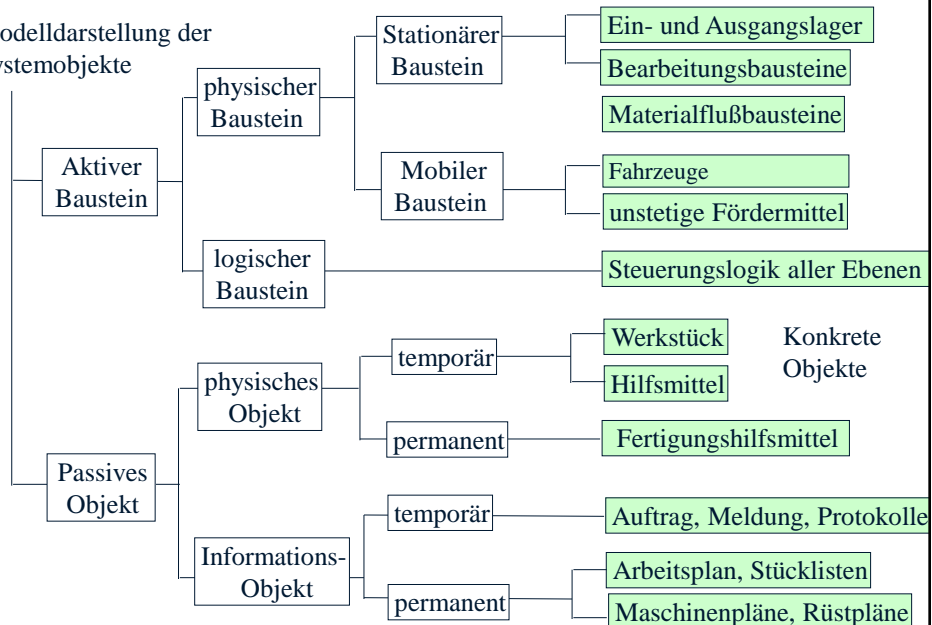 odelldarstellung der
ystemobjekte
Aktiver
Baustein
physischer
Baustein
Stationärer
Baustein
Ein- und Ausgangslager
Bearbeitungsbausteine
Materialflußbausteine
Mobiler
Baustein
Fahrzeuge
unstetige Fördermittel
logischer
Baustein
Steuerungslogik aller Ebenen
Passives
Objekt
physisches
Objekt
temporär
Werkstück
Hilfsmittel
Konkrete
Objekte
permanent
Fertigungshilfsmittel
Informations-
Objekt
temporär
Auftrag, Meldung, Protokolle
permanent
Arbeitsplan, Stücklisten
Maschinenpläne, Rüstpläne